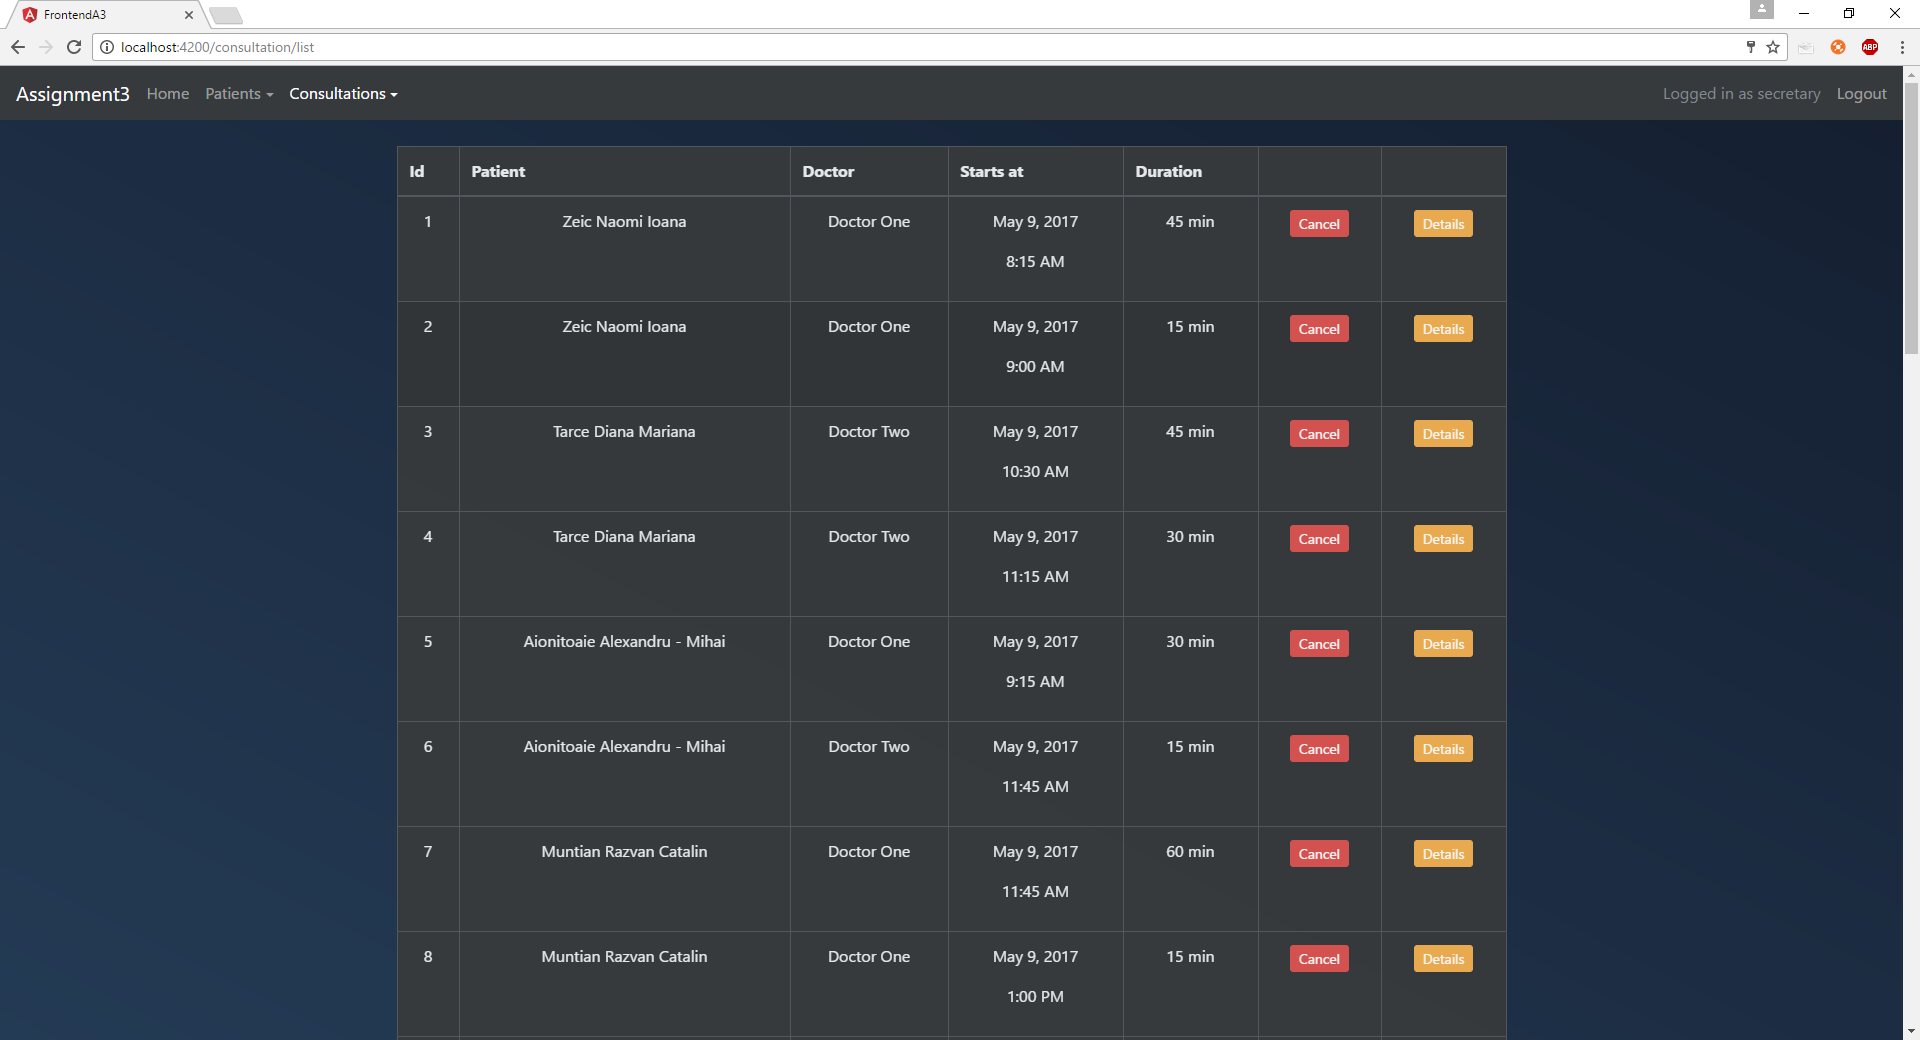 FrontendA3
localhost:4200/consultation/list
ABP
Assignment3 Home Patients Consultations Logged in as secretary Logout
Id Patient Doctor Starts at Duration
1 Zeic Naomi Ioana Doctor One May 9, 2017 45 min Cancel Details
8:15 AM
2 Zeic Naomi Ioana Doctor One May 9, 2017 15 min Cancel Details
9:00 AM
3 Tarce Diana Mariana Doctor Two May 9, 2017 45 min Cancel Details
10:30 AM
4 Tarce Diana Mariana Doctor Two May 9, 2017 30 min Cancel Details
11:15 AM
5 Aionitoaie Alexandru - Mihai Doctor One May 9, 2017 30 min Cancel Details
9:15 AM
6 Aionitoaie Alexandru - Mihai Doctor Two May 9, 2017 15 min Cancel Details
11:45 AM
7 Muntian Razvan Catalin Doctor One May 9, 2017 60 min Cancel Details
11:45 AM
8 Muntian Razvan Catalin Doctor One May 9, 2017 15 min Cancel Details
1:00 PM